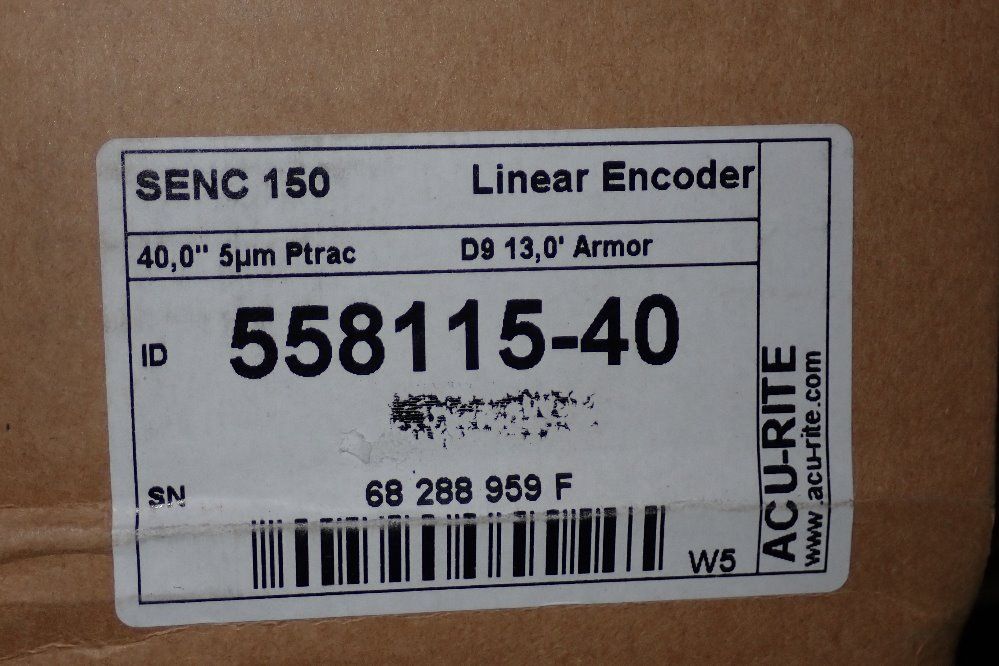 SENC 150 Linear Encoder
40,0" 5µm Ptrac D9 13,0' Armor
ID 558115-40
SN 68 288 959 F
W5
ACU-RITE
www.acu-rite.com